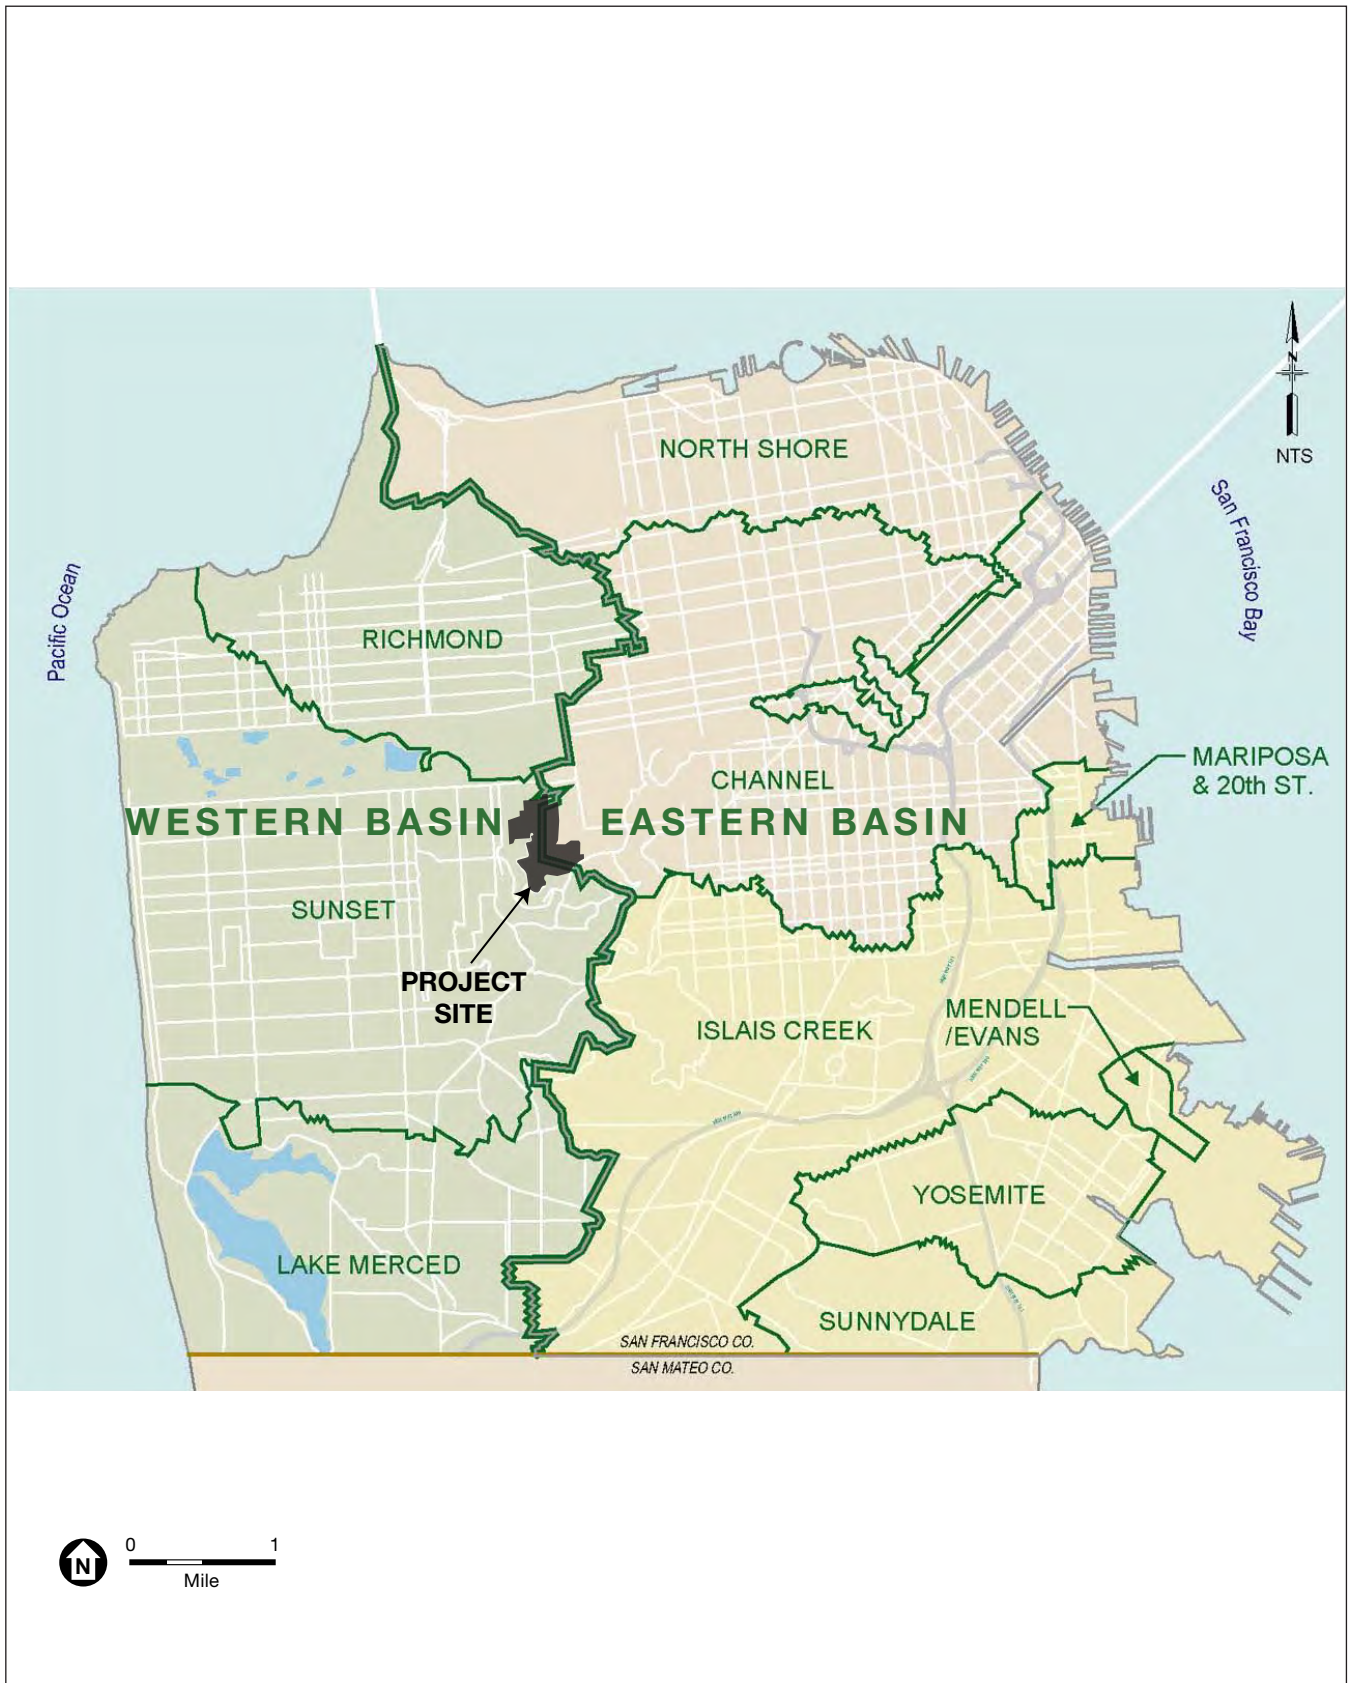 N
NTS
NORTH SHORE
San Francisco Bay
Pacific Ocean
RICHMOND
MARIPOSA
& 20th ST.
CHANNEL
WESTERN BASIN
EASTERN BASIN
SUNSET
PROJECT
SITE
ISLAIS CREEK
MENDELL
/EVANS
YOSEMITE
LAKE MERCED
SUNNYDALE
SAN FRANCISCO CO.
SAN MATEO CO.
N
0 1
Mile